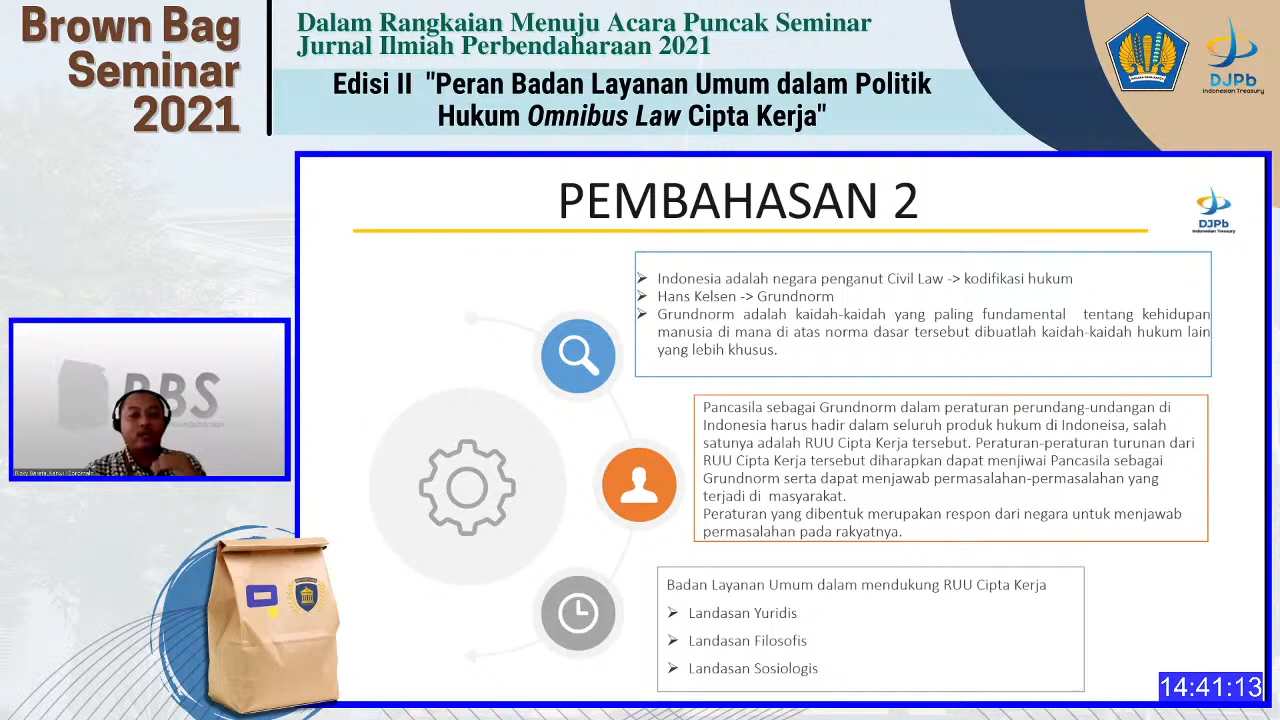 Brown Bag
Seminar
2021
Dalam Rangkaian Menuju Acara Puncak Seminar
Jurnal Ilmiah Perbendaharaan 2021
Edisi II "Peran Badan Layanan Umum dalam Politik
Hukum Omnibus Law Cipta Kerja"
DJPb
Indonesian Treasury
PEMBAHASAN 2
DJPb
Indonesian Treasury
➢ Indonesia adalah negara penganut Civil Law -> kodifikasi hukum
➢ Hans Kelsen -> Grundnorm
➢ Grundnorm adalah kaidah-kaidah yang paling fundamental tentang kehidupan
manusia di mana di atas norma dasar tersebut dibuatlah kaidah-kaidah hukum lain
yang lebih khusus.
Pancasila sebagai Grundnorm dalam peraturan perundang-undangan di
Indonesia harus hadir dalam seluruh produk hukum di Indoneisa, salah
satunya adalah RUU Cipta Kerja tersebut. Peraturan-peraturan turunan dari
RUU Cipta Kerja tersebut diharapkan dapat menjiwai Pancasila sebagai
Grundnorm serta dapat menjawab permasalahan-permasalahan yang
terjadi di masyarakat.
Peraturan yang dibentuk merupakan respon dari negara untuk menjawab
permasalahan pada rakyatnya.
Badan Layanan Umum dalam mendukung RUU Cipta Kerja
➢ Landasan Yuridis
➢ Landasan Filosofis
➢ Landasan Sosiologis
14:41:13